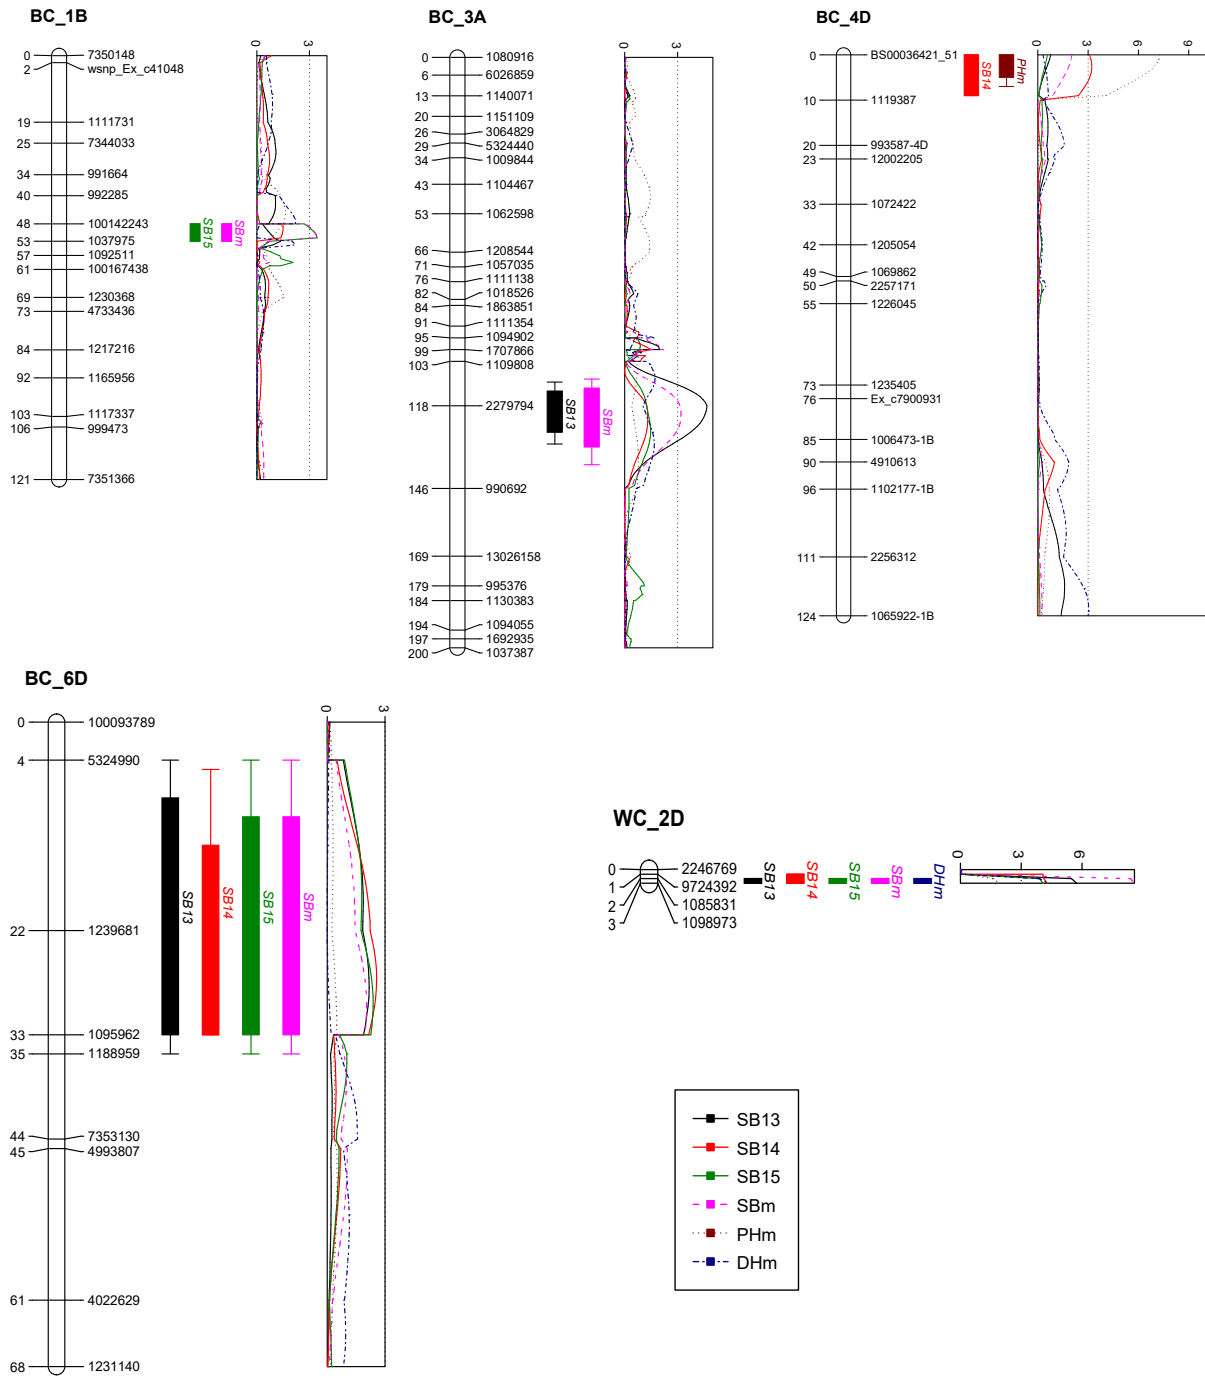 BC_1B
0 7350148
2 wsnp_Ex_c41048
19 1111731
25 7344033
34 991664
40 992285
48 100142243
53 1037975
57 1092511
61 100167438
69 1230368
73 4733436
84 1217216
92 1165956
103 1117337
106 999473
121 7351366
SB15
SBm
0 3
BC_3A
0 1080916
6 6026859
13 1140071
20 1151109
26 3064829
29 5324440
34 1009844
43 1104467
53 1062598
66 1208544
71 1057035
76 1111138
82 1018526
84 1863851
91 1111354
95 1094902
99 1707866
103 1109808
118 2279794
146 990692
169 13026158
179 995376
184 1130383
194 1094055
197 1692935
200 1037387
SB13
SBm
0 3
BC_4D
0 BS00036421_51
10 1119387
20 993587-4D
23 12002205
33 1072422
42 1205054
49 1069862
50 2257171
55 1226045
73 1235405
76 Ex_c7900931
85 1006473-1B
90 4910613
96 1102177-1B
111 2256312
124 1065922-1B
SB14
PHm
0 3 6 9
BC_6D
0 100093789
4 5324990
22 1239681
33 1095962
35 1188959
44 7353130
45 4993807
61 4022629
68 1231140
SB13
SB14
SB15
SBm
0 3
WC_2D
0 2246769
1 9724392
2 1085831
3 1098973
SB13
SB14
SB15
SBm
DHm
0 3 6
SB13
SB14
SB15
SBm
PHm
DHm